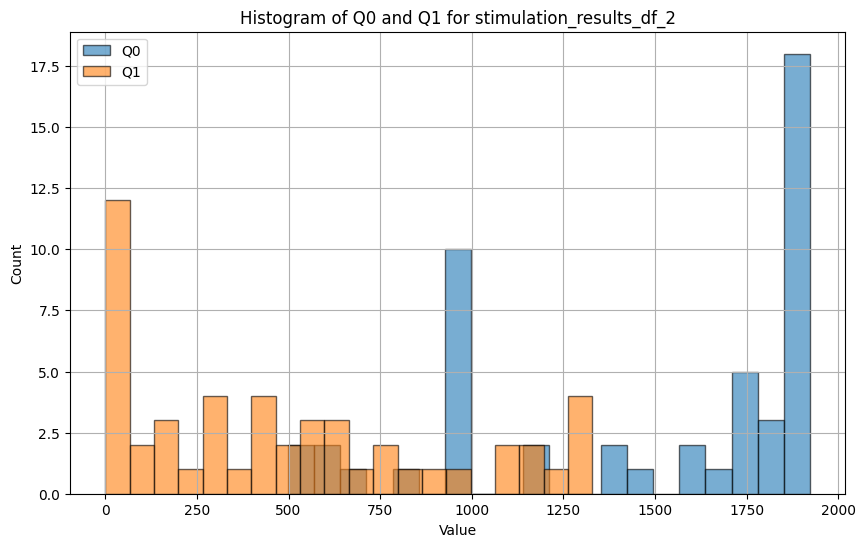 Histogram of Q0 and Q1 for stimulation_results_df_2
Q0
Q1
17.5
15.0
12.5
10.0
7.5
5.0
2.5
0.0
Count
0 250 500 750 1000 1250 1500 1750 2000
Value